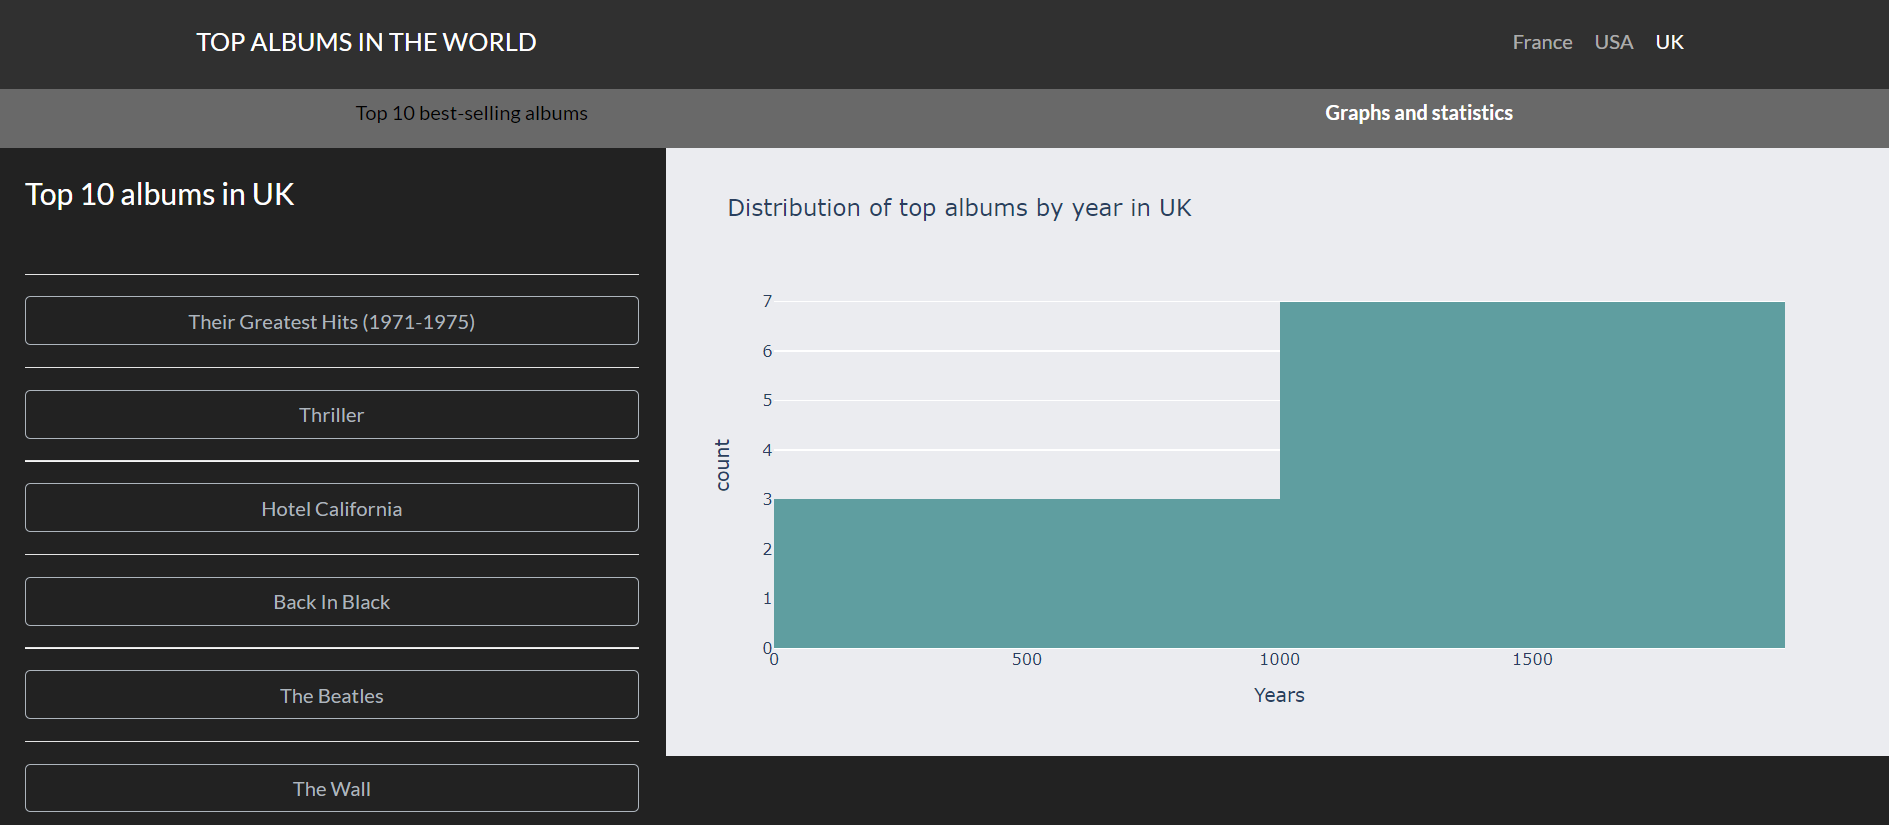 TOP ALBUMS IN THE WORLD
France USA UK
Top 10 best-selling albums
Graphs and statistics
Top 10 albums in UK
Their Greatest Hits (1971-1975)
Thriller
Hotel California
Back In Black
The Beatles
The Wall
Distribution of top albums by year in UK
7
6
5
4
3
2
1
0
count
0 500 1000 1500
Years